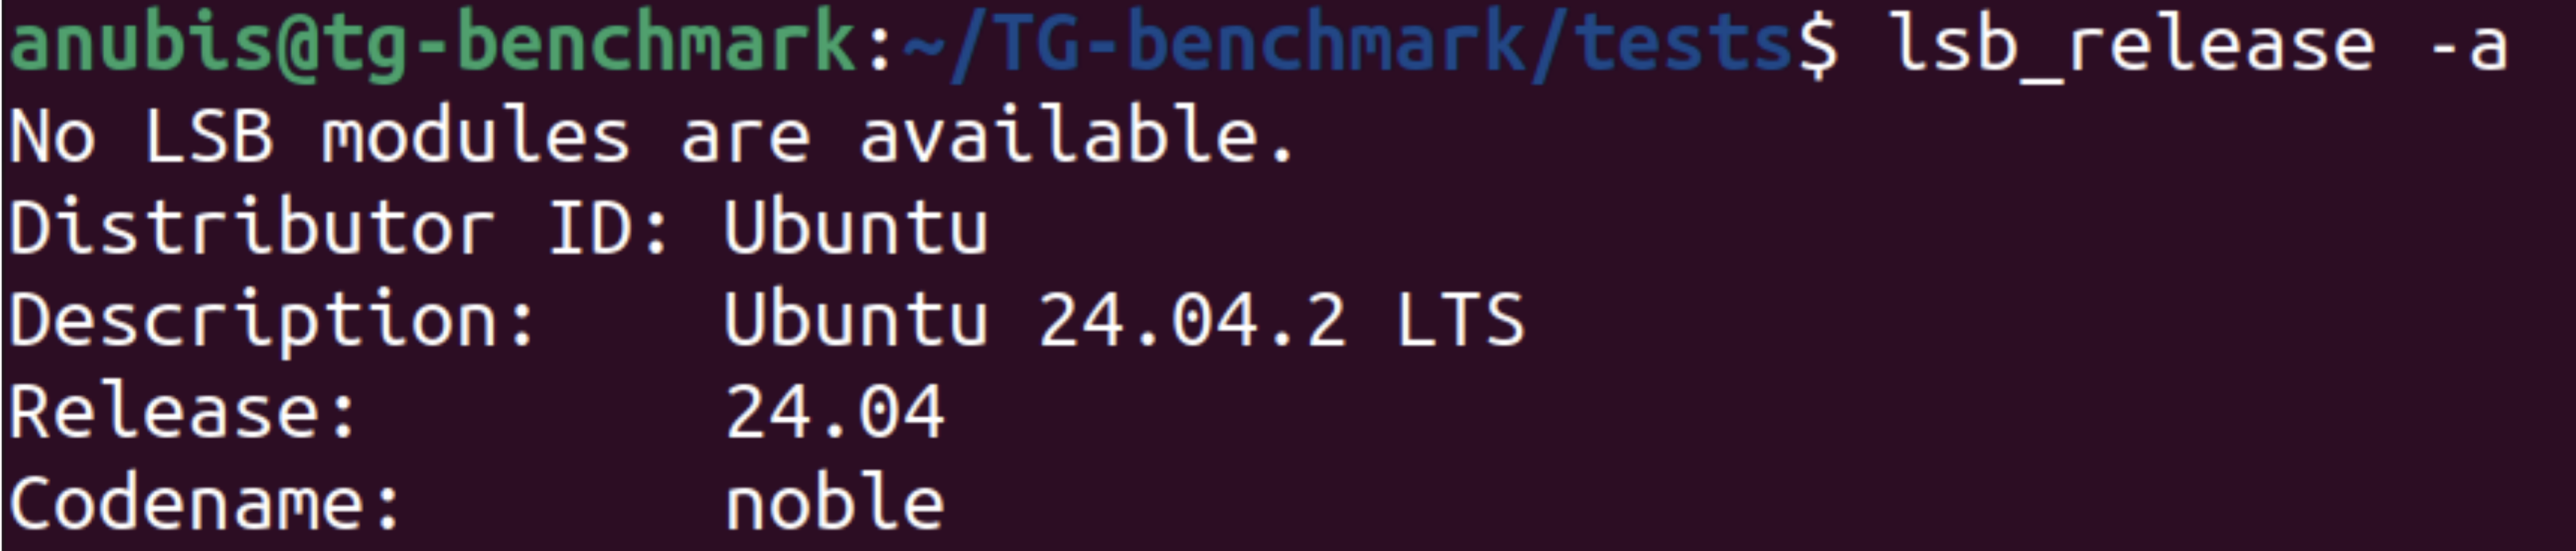 anubis@tg-benchmark:~/TG-benchmark/tests$ lsb_release -a
No LSB modules are available.
Distributor ID: Ubuntu
Description:    Ubuntu 24.04.2 LTS
Release:        24.04
Codename:       noble